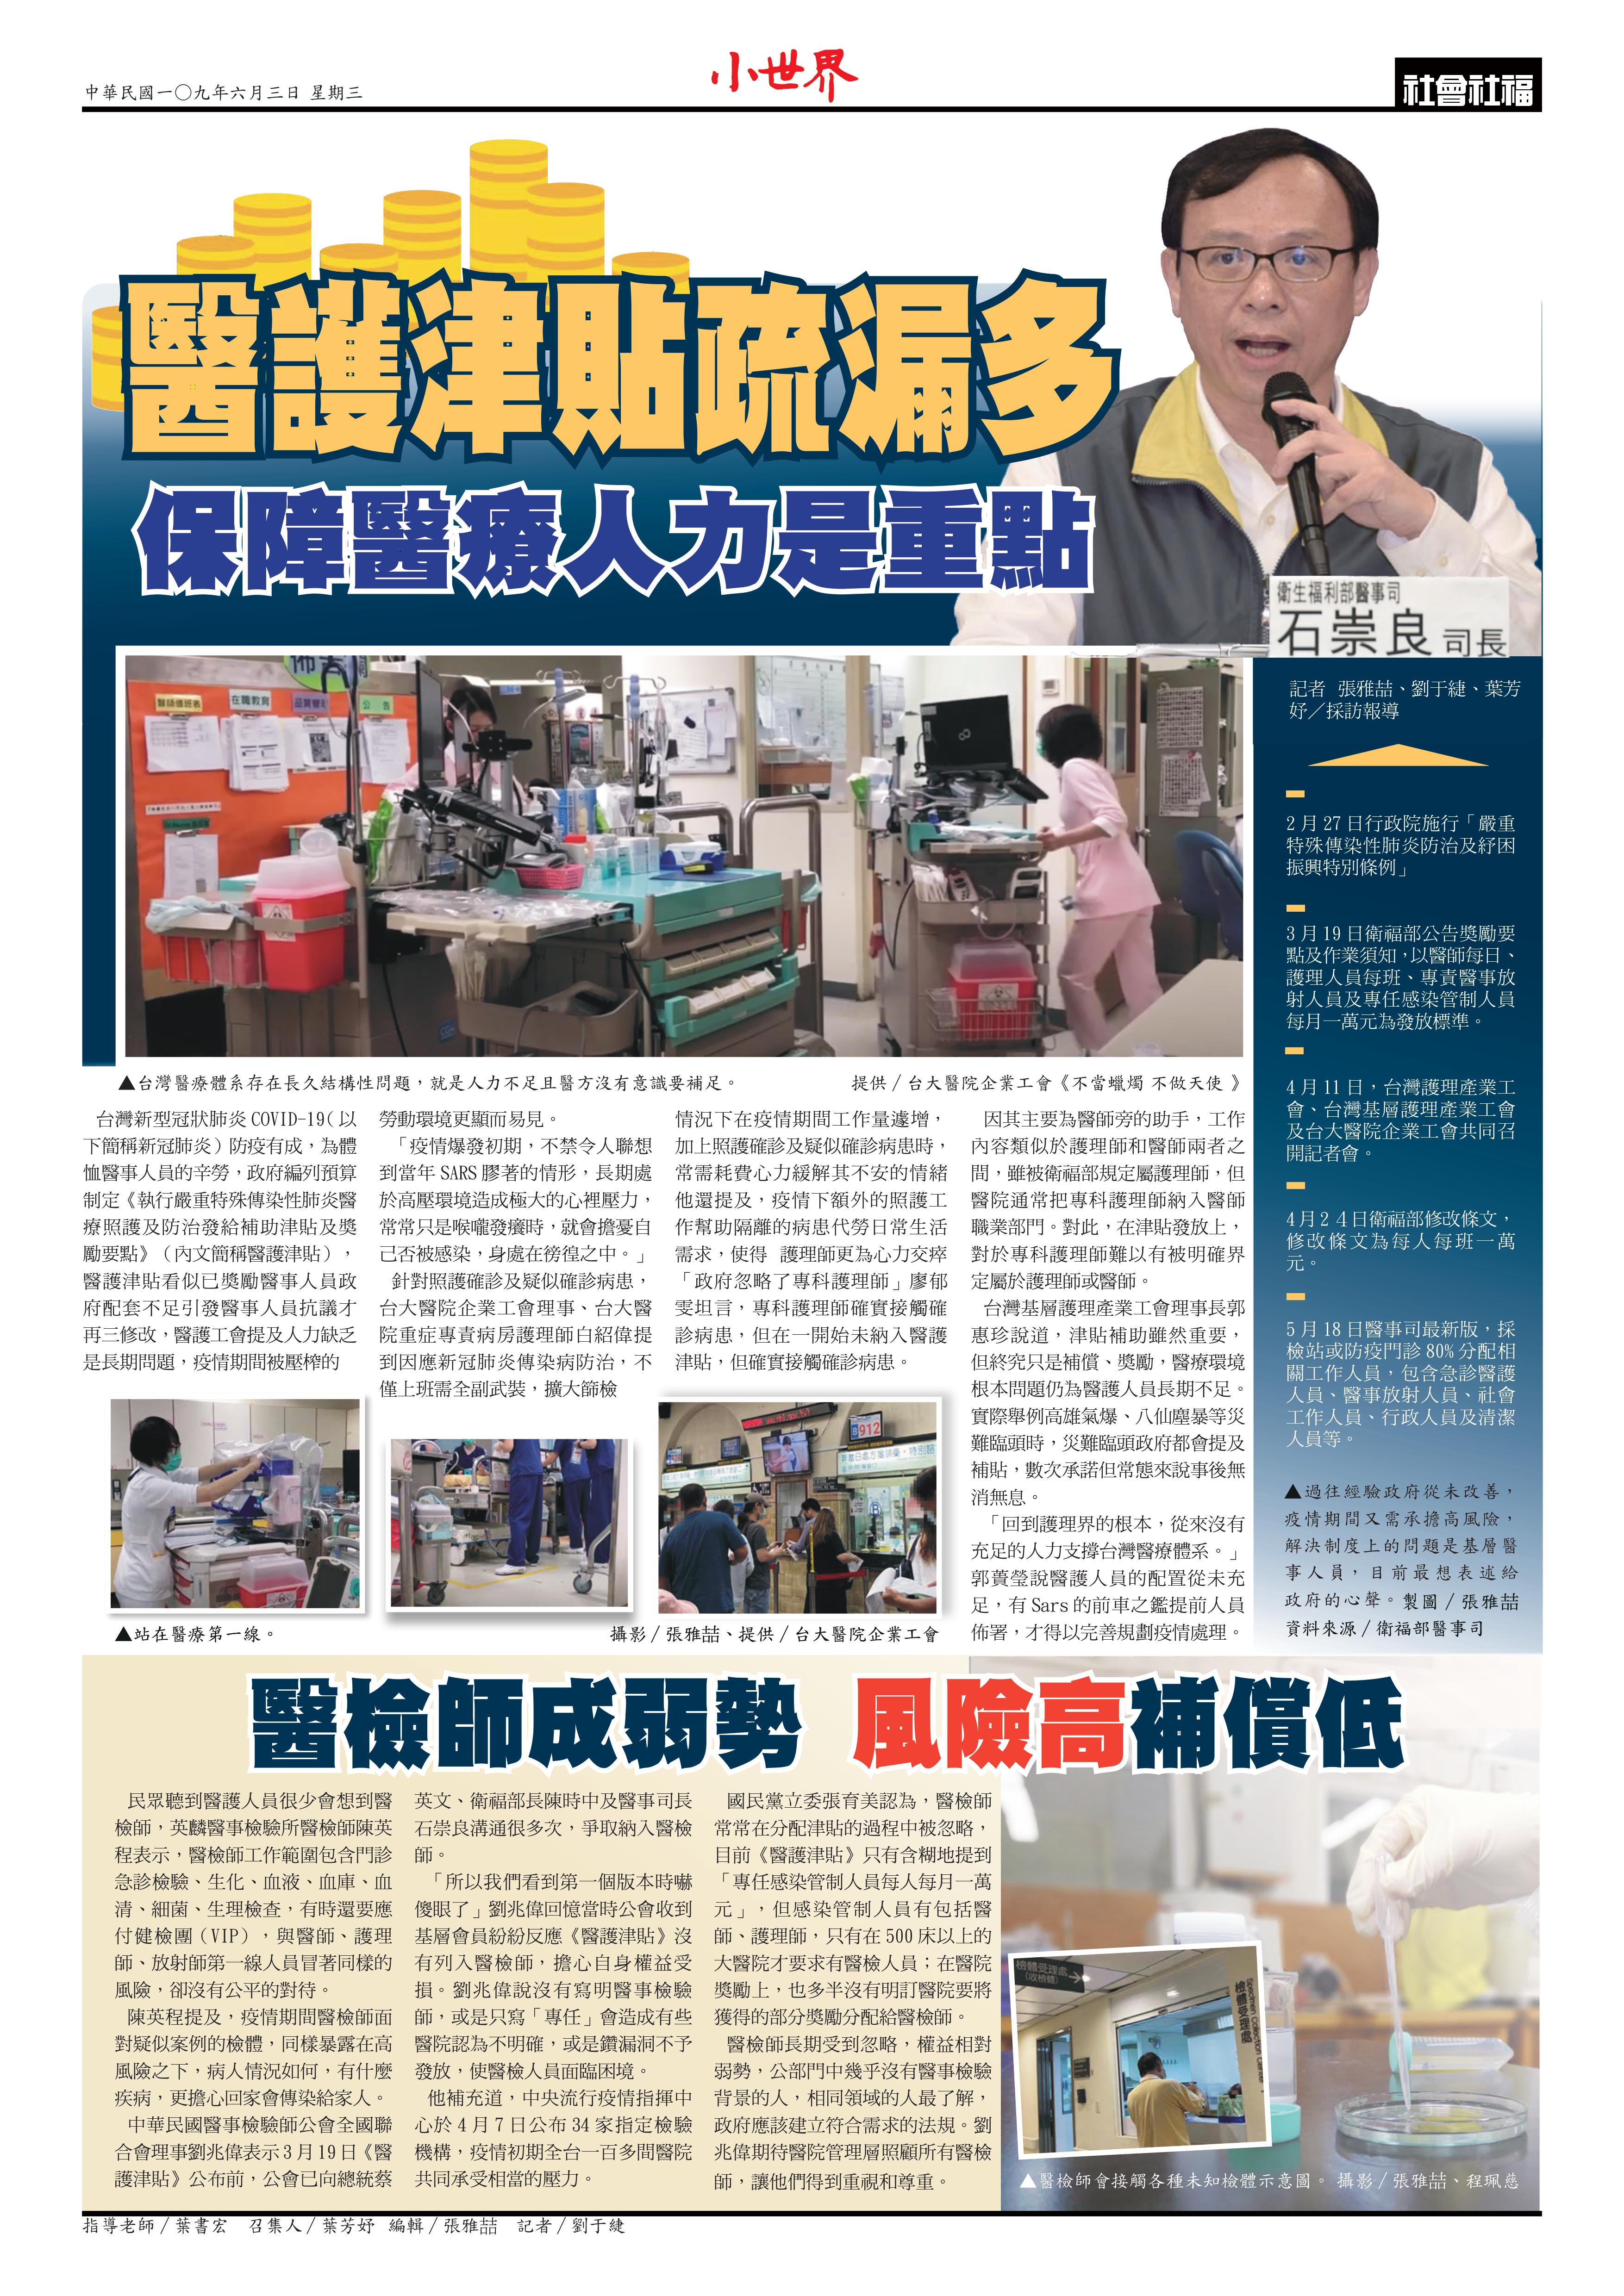 中華民國一〇九年六月三日 星期三
小世界
社會社福
醫護津貼疏漏多
保障醫療人力是重點
衛生福利部醫事司
石崇良 司長
醫師值班表
在職教育
公告
記者 張雅喆、劉于緁、葉芳
妤／採訪報導
2月27日行政院施行「嚴重
特殊傳染性肺炎防治及紓困
振興特別條例」
3月19日衛福部公告獎勵要
點及作業須知，以醫師每日、
護理人員每班、專責醫事放
射人員及專任感染管制人員
每月一萬元為發放標準。
4月11日，台灣護理產業工
會、台灣基層護理產業工會
及台大醫院企業工會共同召
開記者會。
4月24日衛福部修改條文，
修改條文為每人每班一萬
元。
5月18日醫事司最新版，採
檢站或防疫門診80%分配相
關工作人員，包含急診醫護
人員、醫事放射人員、社會
工作人員、行政人員及清潔
人員等。
▲過往經驗政府從未改善，
疫情期間又需承擔高風險，
解決制度上的問題是基層醫
事人員，目前最想表述給
政府的心聲。製圖／張雅喆
資料來源／衛福部醫事司
▲台灣醫療體系存在長久結構性問題，就是人力不足且醫方沒有意識要補足。 提供／台大醫院企業工會《不當蠟燭 不做天使 》
台灣新型冠狀肺炎COVID-19（以
下簡稱新冠肺炎）防疫有成，為體
恤醫事人員的辛勞，政府編列預算
制定《執行嚴重特殊傳染性肺炎醫
療照護及防治發給補助津貼及獎
勵要點》（內文簡稱醫護津貼），
醫護津貼看似已獎勵醫事人員政
府配套不足引發醫事人員抗議才
再三修改，醫護工會提及人力缺乏
是長期問題，疫情期間被壓榨的
勞動環境更顯而易見。
「疫情爆發初期，不禁令人聯想
到當年SARS膠著的情形，長期處
於高壓環境造成極大的心裡壓力，
常常只是喉嚨發癢時，就會擔憂自
己否被感染，身處在徬徨之中。」
針對照護確診及疑似確診病患，
台大醫院企業工會理事、台大醫
院重症專責病房護理師白紹偉提
到因應新冠肺炎傳染病防治，不
僅上班需全副武裝，擴大篩檢
情況下在疫情期間工作量遽增，
加上照護確診及疑似確診病患時，
常需耗費心力緩解其不安的情緒
他還提及，疫情下額外的照護工
作幫助隔離的病患代勞日常生活
需求，使得 護理師更為心力交瘁
「政府忽略了專科護理師」廖郁
雯坦言，專科護理師確實接觸確
診病患，但在一開始未納入醫護
津貼，但確實接觸確診病患。
因其主要為醫師旁的助手，工作
內容類似於護理師和醫師兩者之
間，雖被衛福部規定屬護理師，但
醫院通常把專科護理師納入醫師
職業部門。對此，在津貼發放上，
對於專科護理師難以有被明確界
定屬於護理師或醫師。
台灣基層護理產業工會理事長郭
惠珍說道，津貼補助雖然重要，
但終究只是補償、獎勵，醫療環境
根本問題仍為醫護人員長期不足。
實際舉例高雄氣爆、八仙塵暴等災
難臨頭時，災難臨頭政府都會提及
補貼，數次承諾但常態來說事後無
消無息。
「回到護理界的根本，從來沒有
充足的人力支撐台灣醫療體系。」
郭蒖瑩說醫護人員的配置從未充
足，有Sars的前車之鑑提前人員
佈署，才得以完善規劃疫情處理。
B912
▲站在醫療第一線。 攝影／張雅喆、提供／台大醫院企業工會
醫檢師成弱勢 風險高補償低
民眾聽到醫護人員很少會想到醫
檢師，英麟醫事檢驗所醫檢師陳英
程表示，醫檢師工作範圍包含門診
急診檢驗、生化、血液、血庫、血
清、細菌、生理檢查，有時還要應
付健檢團（VIP），與醫師、護理
師、放射師第一線人員冒著同樣的
風險，卻沒有公平的對待。
陳英程提及，疫情期間醫檢師面
對疑似案例的檢體，同樣暴露在高
風險之下，病人情況如何，有什麼
疾病，更擔心回家會傳染給家人。
中華民國醫事檢驗師公會全國聯
合會理事劉兆偉表示3月19日《醫
護津貼》公布前，公會已向總統蔡
英文、衛福部長陳時中及醫事司長
石崇良溝通很多次，爭取納入醫檢
師。
「所以我們看到第一個版本時嚇
傻眼了」劉兆偉回憶當時公會收到
基層會員紛紛反應《醫護津貼》沒
有列入醫檢師，擔心自身權益受
損。劉兆偉說沒有寫明醫事檢驗
師，或是只寫「專任」會造成有些
醫院認為不明確，或是鑽漏洞不予
發放，使醫檢人員面臨困境。
他補充道，中央流行疫情指揮中
心於4月7日公布34家指定檢驗
機構，疫情初期全台一百多間醫院
共同承受相當的壓力。
國民黨立委張育美認為，醫檢師
常常在分配津貼的過程中被忽略，
目前《醫護津貼》只有含糊地提到
「專任感染管制人員每人每月一萬
元」，但感染管制人員有包括醫
師、護理師，只有在500床以上的
大醫院才要求有醫檢人員；在醫院
獎勵上，也多半沒有明訂醫院要將
獲得的部分獎勵分配給醫檢師。
醫檢師長期受到忽略，權益相對
弱勢，公部門中幾乎沒有醫事檢驗
背景的人，相同領域的人最了解，
政府應該建立符合需求的法規。劉
兆偉期待醫院管理層照顧所有醫檢
師，讓他們得到重視和尊重。
檢體受理處
(收檢體)
檢體受理處
▲醫檢師會接觸各種未知檢體示意圖。 攝影／張雅喆、程珮慈
指導老師／葉書宏 召集人／葉芳妤 編輯／張雅喆 記者／劉于緁